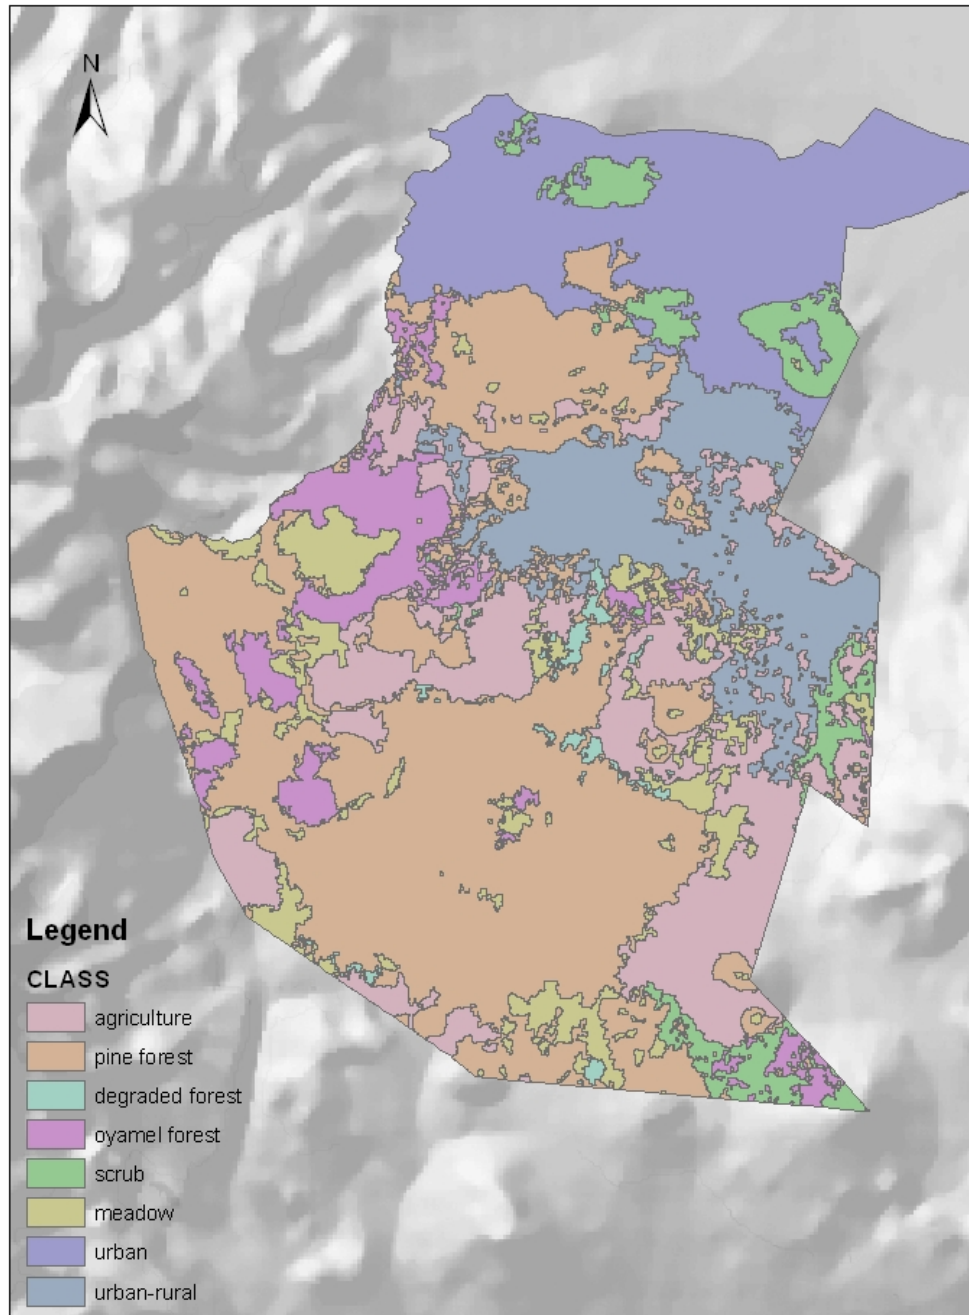 N
Legend
CLASS
agriculture
pine forest
degraded forest
oyamel forest
scrub
meadow
urban
urban-rural